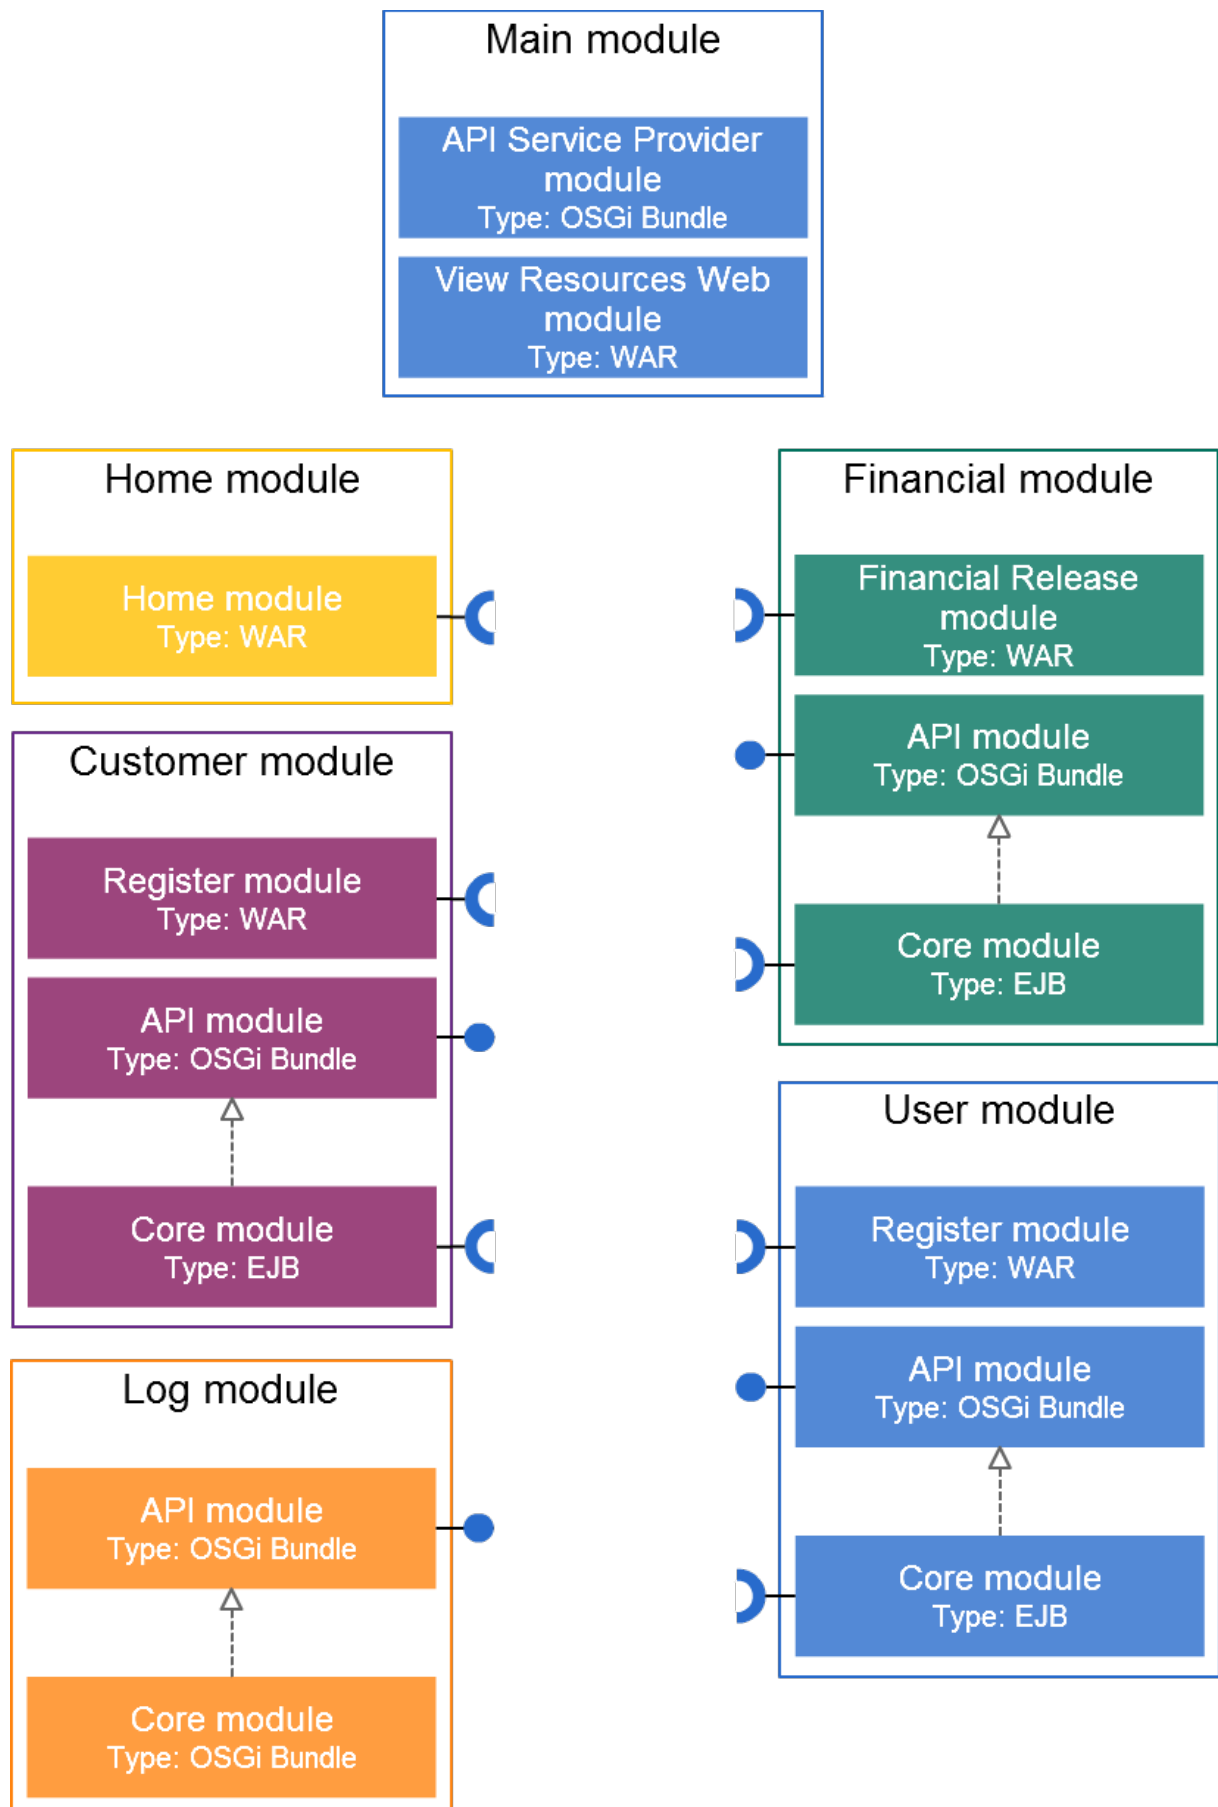 Main module
API Service Provider
module
Type: OSGi Bundle
View Resources Web
module
Type: WAR
Home module
Home module
Type: WAR
Customer module
Register module
Type: WAR
API module
Type: OSGi Bundle
Core module
Type: EJB
Log module
API module
Type: OSGi Bundle
Core module
Type: OSGi Bundle
Financial module
Financial Release
module
Type: WAR
API module
Type: OSGi Bundle
Core module
Type: EJB
User module
Register module
Type: WAR
API module
Type: OSGi Bundle
Core module
Type: EJB